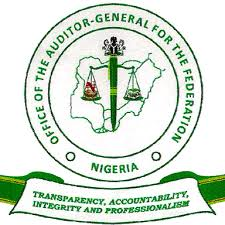 OFFICE OF THE AUDITOR-GENERAL FOR THE FEDERATION
NIGERIA
TRANSPARENCY, ACCOUNTABILITY,
INTEGRITY AND PROFESSIONALISM